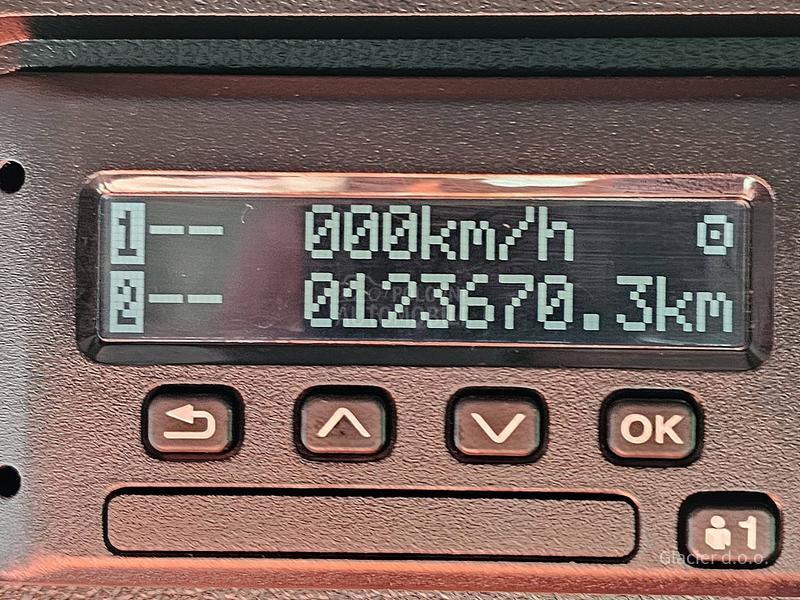 1-- 000km/h
2-- 0123670.3km
OK
1
Glacier d.o.o.